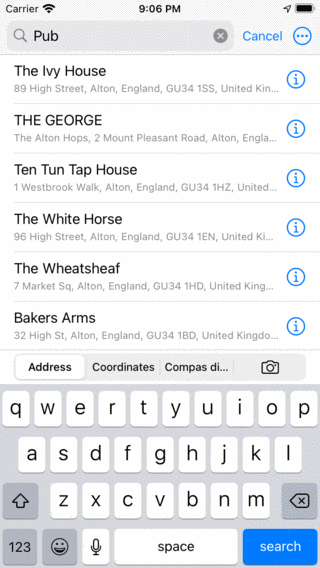 Carrier 9:06 PM
Pub Cancel
The Ivy House
89 High Street, Alton, England, GU34 1SS, United Kin...
THE GEORGE
The Alton Hops, 2 Mount Pleasant Road, Alton, Engla...
Ten Tun Tap House
1 Westbrook Walk, Alton, England, GU34 1HZ, United...
The White Horse
96 High Street, Alton, England, GU34 1EN, United Ki...
The Wheatsheaf
7 Market Sq, Alton, England, GU34 1HD, United King...
Bakers Arms
32 High St, Alton, England, GU34 1BD, United Kingdo...
Address Coordinates Compas di...
q w e r t y u i o p
a s d f g h j k l
z x c v b n m
123 space search